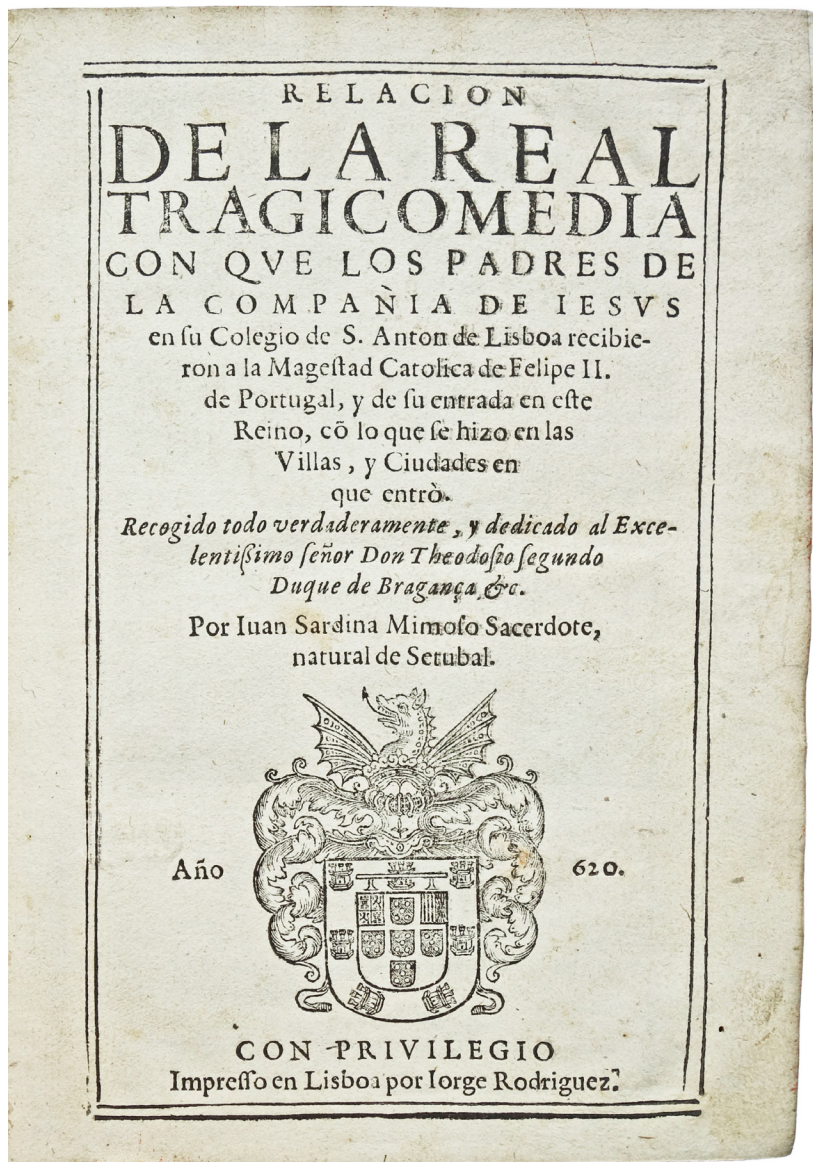 RELACION
DE LA REAL
TRAGICOMEDIA
CON QVE LOS PADRES DE
LA COMPAÑIA DE IESVS
en ſu Colegio de S. Anton de Lisboa recibie-
ron a la Mageſtad Catolica de Felipe II.
de Portugal, y de ſu entrada en eſte
Reino, cõ lo que ſe hizo en las
Villas, y Ciudades en
que entrò.
Recogido todo verdaderamente, y dedicado al Exce-
lentiſsimo ſeñor Don Theodoſio ſegundo
Duque de Bragança, &c.
Por Iuan Sardina Mimoſo Sacerdote,
natural de Setubal.
Año 620.
CON PRIVILEGIO
Impreſſo en Lisboa por Iorge Rodriguez.